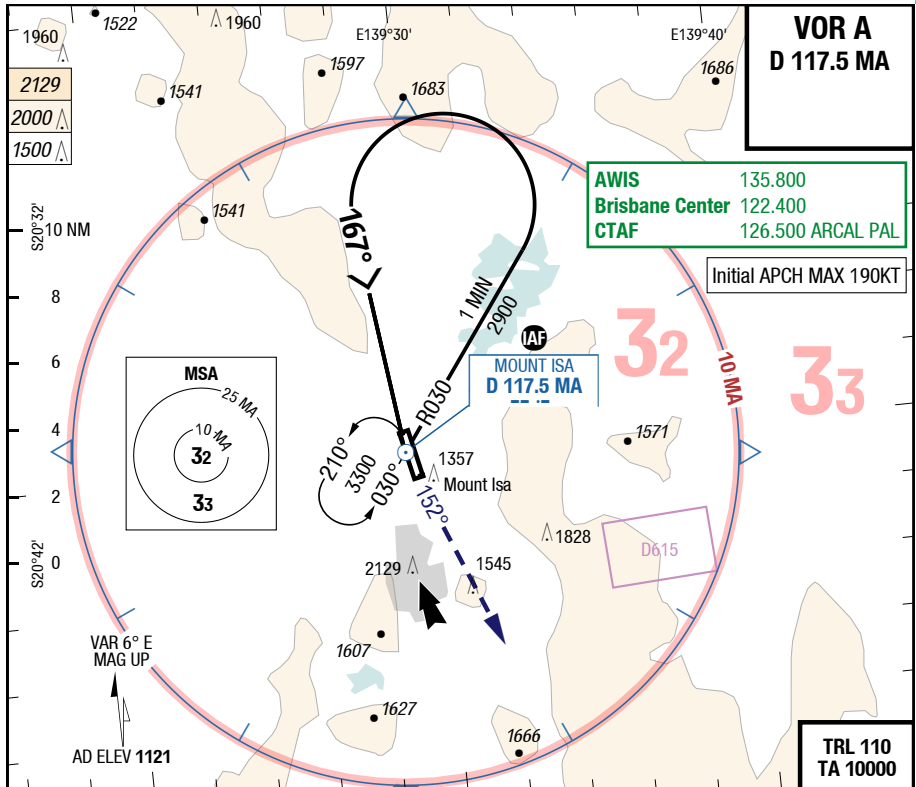 1522
1960
1960
E139°30'
E139°40'
VOR A
D 117.5 MA
1597
1686
2129
1541
1683
2000
1500
AWIS 135.800
Brisbane Center 122.400
CTAF 126.500 ARCAL PAL
S20°32'
10 NM
1541
167°
Initial APCH MAX 190KT
8
1 MIN
2900
IAF
32
33
6
MSA
25 MA
10 MA
32
33
MOUNT ISA
D 117.5 MA
10 MA
R030
4
210°
3300
030°
1571
1357
Mount Isa
2
152°
S20°42'
0
2129
1545
1828
D615
1607
VAR 6° E
MAG UP
1627
1666
AD ELEV 1121
TRL 110
TA 10000